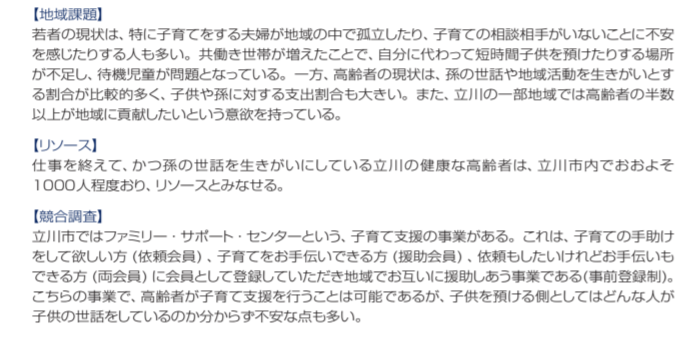 【地域課題】
若者の現状は、特に子育てをする夫婦が地域の中で孤立したり、子育ての相談相手がいないことに不安
を感じたりする人も多い。共働き世帯が増えたことで、自分に代わって短時間子供を預けたりする場所
が不足し、待機児童が問題となっている。一方、高齢者の現状は、孫の世話や地域活動を生きがいとす
る割合が比較的多く、子供や孫に対する支出割合も大きい。また、立川の一部地域では高齢者の半数
以上が地域に貢献したいという意欲を持っている。
【リソース】
仕事を終えて、かつ孫の世話を生きがいにしている立川の健康な高齢者は、立川市内でおおよそ
1000人程度おり、リソースとみなせる。
【競合調査】
立川市ではファミリー・サポート・センターという、子育て支援の事業がある。これは、子育ての手助け
をして欲しい方 (依頼会員) 、子育てをお手伝いできる方 (援助会員) 、依頼もしたいけれどお手伝いも
できる方 (両会員) に会員として登録していただき地域でお互いに援助しあう事業である(事前登録制)。
こちらの事業で、高齢者が子育て支援を行うことは可能であるが、子供を預ける側としてはどんな人が
子供の世話をしているのか分からず不安な点も多い。